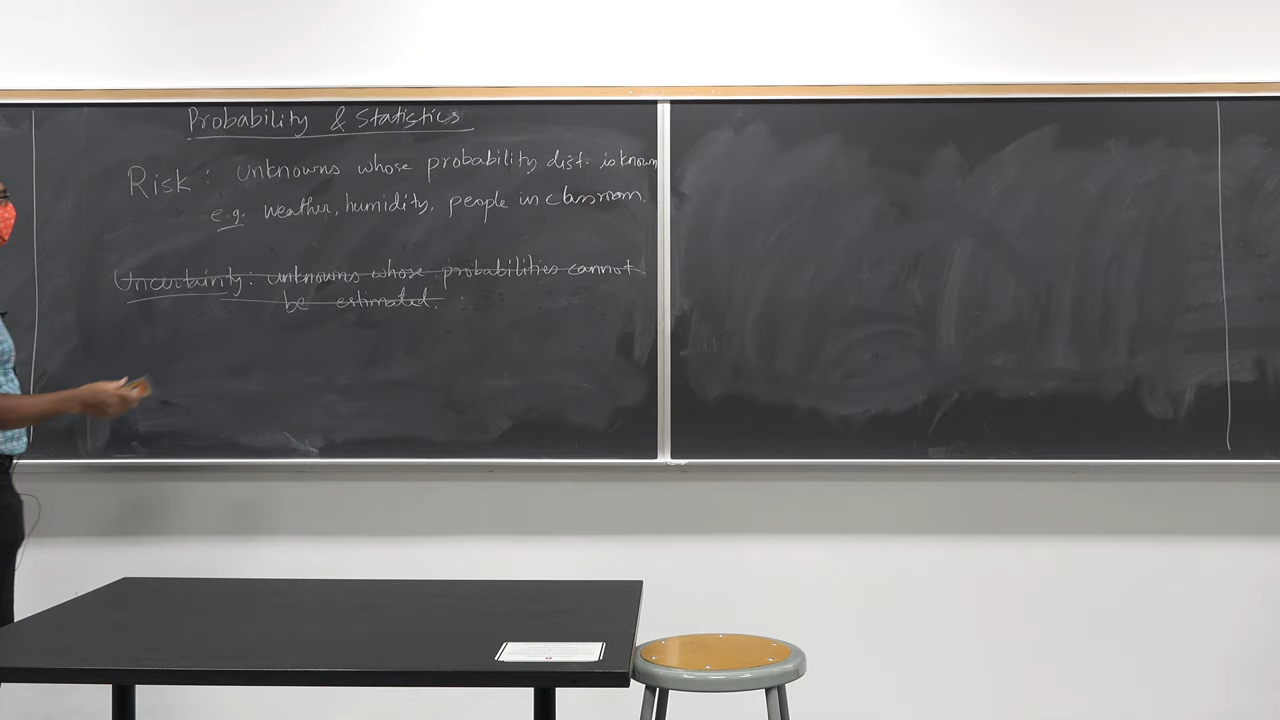 Probability & Statistics
Risk: Unknowns whose probability dist. is known
e.g. weather, humidity, people in classroom.
Uncertainty: unknowns whose probabilities cannot
be estimated.